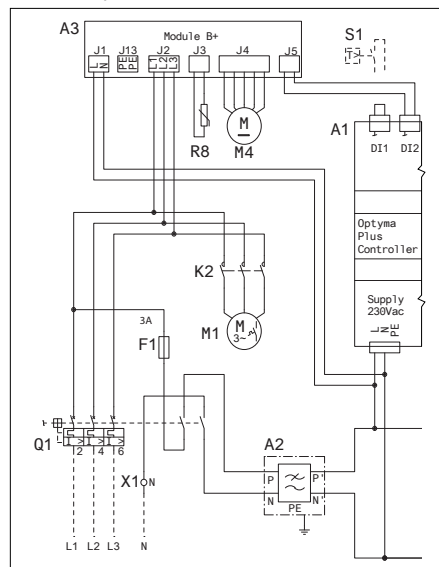 A3
Module B+
S1
J1 J13 J2 J3 J4 J5
L N
PE PE
L1 L2 L3
T>
A1
R8
M
M4
DI1 DI2
Optyma
Plus
Controller
K2
Supply
230Vac
3A
F1
M1
M
3~
L N PE
Q1
I> I> I>
2 4 6
A2
X1 N
P P'
N N'
PE
L1 L2 L3 N